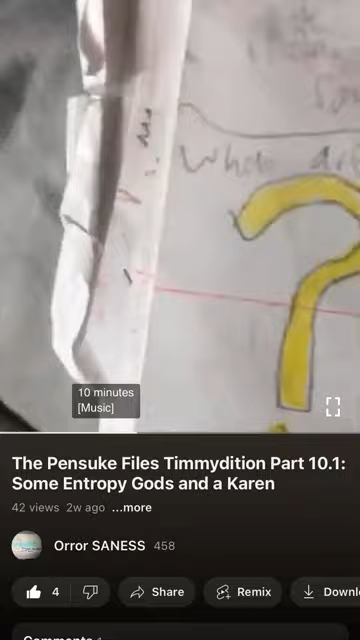 ?
10 minutes
[Music]
The Pensuke Files Timmydition Part 10.1:
Some Entropy Gods and a Karen
42 views 2w ago ...more
Orror SANESS 458
4
Share
Remix